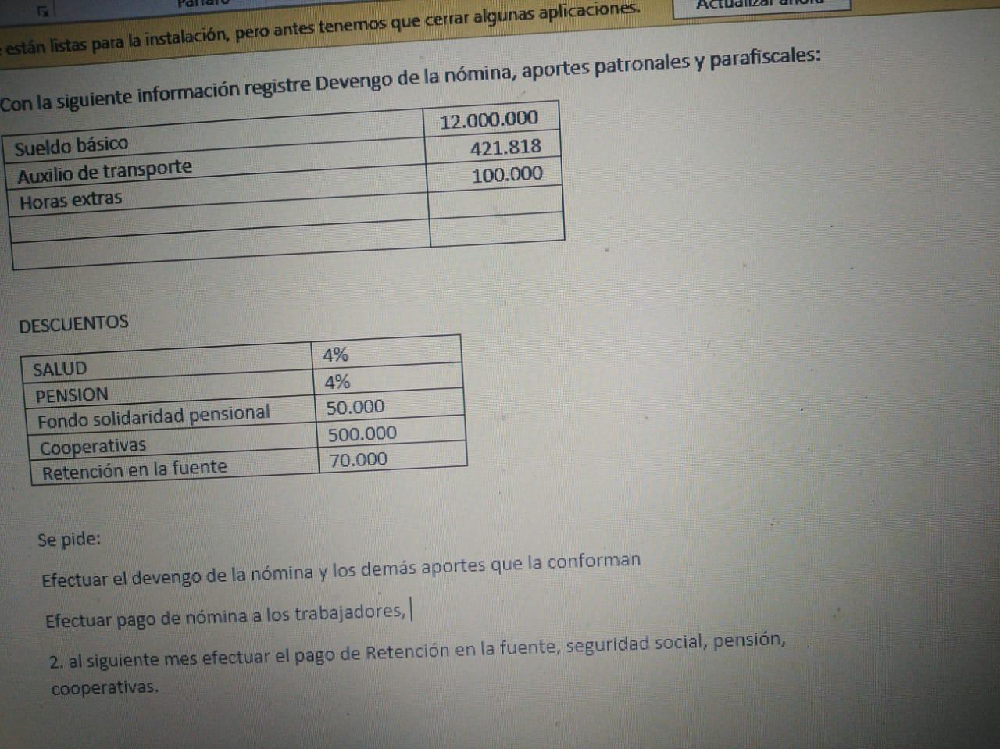 están listas para la instalación, pero antes tenemos que cerrar algunas aplicaciones.
Con la siguiente información registre Devengo de la nómina, aportes patronales y parafiscales:
Sueldo básico 12.000.000
Auxilio de transporte 421.818
Horas extras 100.000
DESCUENTOS
SALUD 4%
PENSION 4%
Fondo solidaridad pensional 50.000
Cooperativas 500.000
Retención en la fuente 70.000
Se pide:
Efectuar el devengo de la nómina y los demás aportes que la conforman
Efectuar pago de nómina a los trabajadores,
2. al siguiente mes efectuar el pago de Retención en la fuente, seguridad social, pensión,
cooperativas.